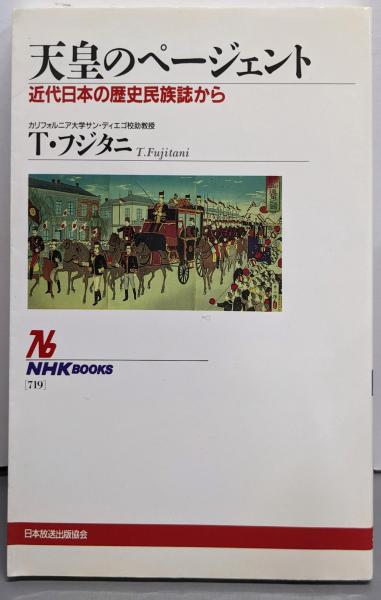 天皇のページェント
近代日本の歴史民族誌から
カリフォルニア大学サン・ディエゴ校助教授
T・フジタニ T.Fujitani
NHK BOOKS
[719]
日本放送出版協会